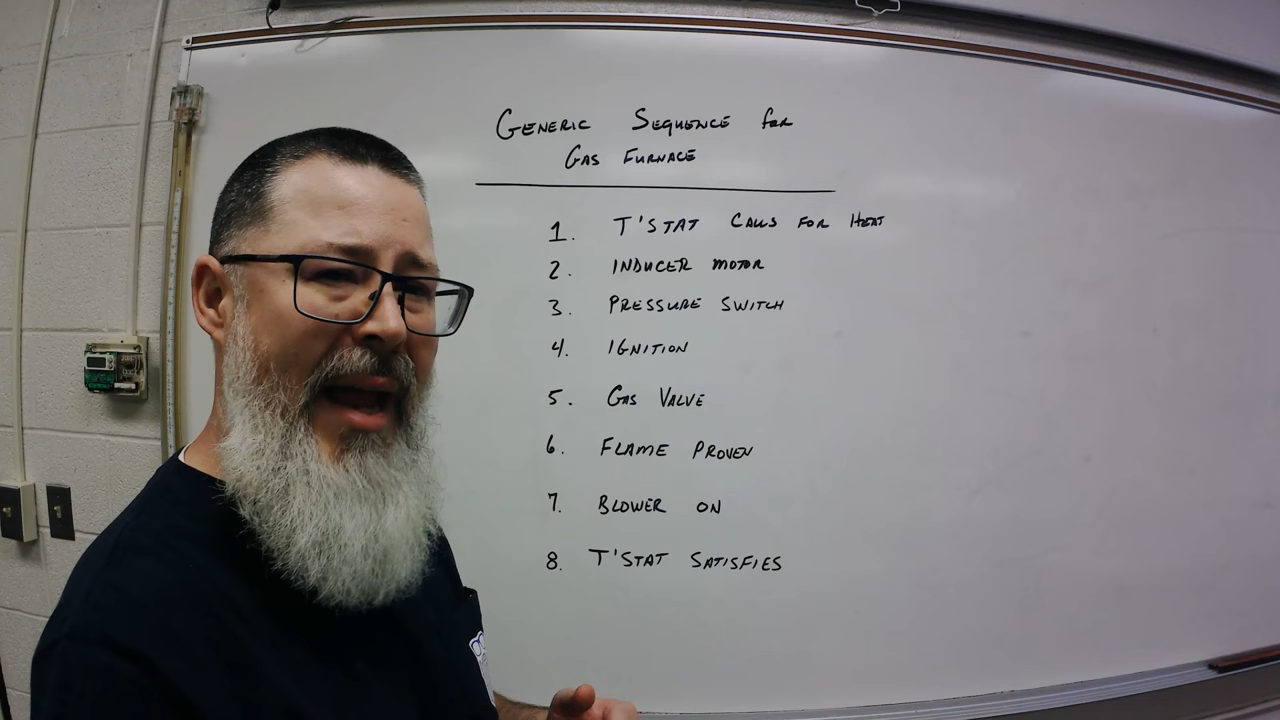 Generic Sequence for
Gas Furnace
1. T'stat Calls for Heat
2. Inducer Motor
3. Pressure Switch
4. Ignition
5. Gas Valve
6. Flame Proven
7. Blower On
8. T'stat Satisfies